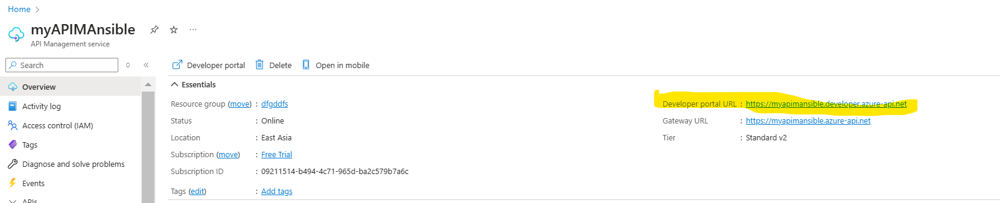 Home
myAPIMAnsible
API Management service
Search
Developer portal
Delete
Open in mobile
Overview
Activity log
Access control (IAM)
Tags
Diagnose and solve problems
Events
APIs
Essentials
Resource group (move) : dfgddfs
Status : Online
Location : East Asia
Subscription (move) : Free Trial
Subscription ID : 09211514-b494-4c71-965d-ba2c579b7a6c
Tags (edit) : Add tags
Developer portal URL : https://myapimansible.developer.azure-api.net
Gateway URL : https://myapimansible.azure-api.net
Tier : Standard v2